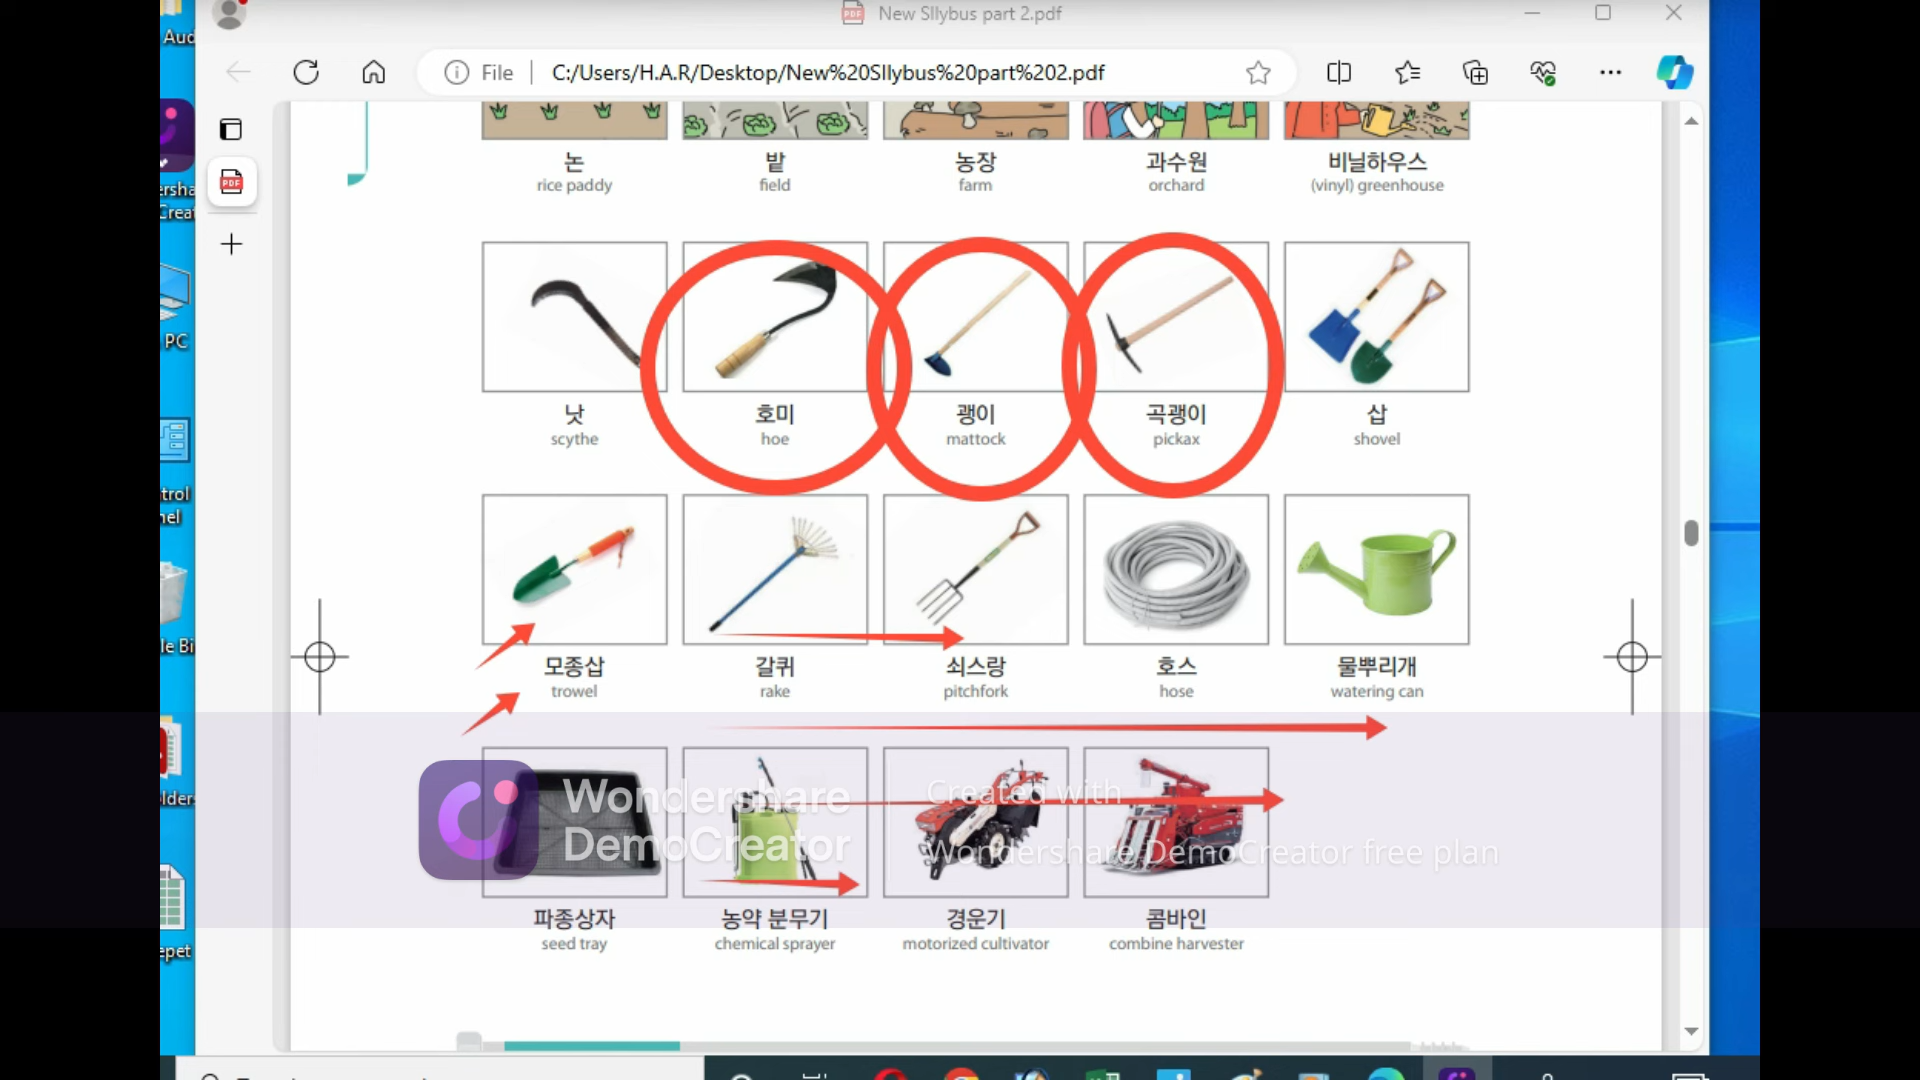 New Sllybus part 2.pdf
Aud
File
C:/Users/H.A.R/Desktop/New%20Sllybus%20part%202.pdf
PDF
논 밭 농장 과수원 비닐하우스
rice paddy field farm orchard (vinyl) greenhouse
PC
낫 호미 괭이 곡괭이 삽
scythe hoe mattock pickax shovel
모종삽 갈퀴 쇠스랑 호스 물뿌리개
trowel rake pitchfork hose watering can
Wondershare
DemoCreator
Created with
Wondershare DemoCreator free plan
파종상자 농약 분무기 경운기 콤바인
seed tray chemical sprayer motorized cultivator combine harvester